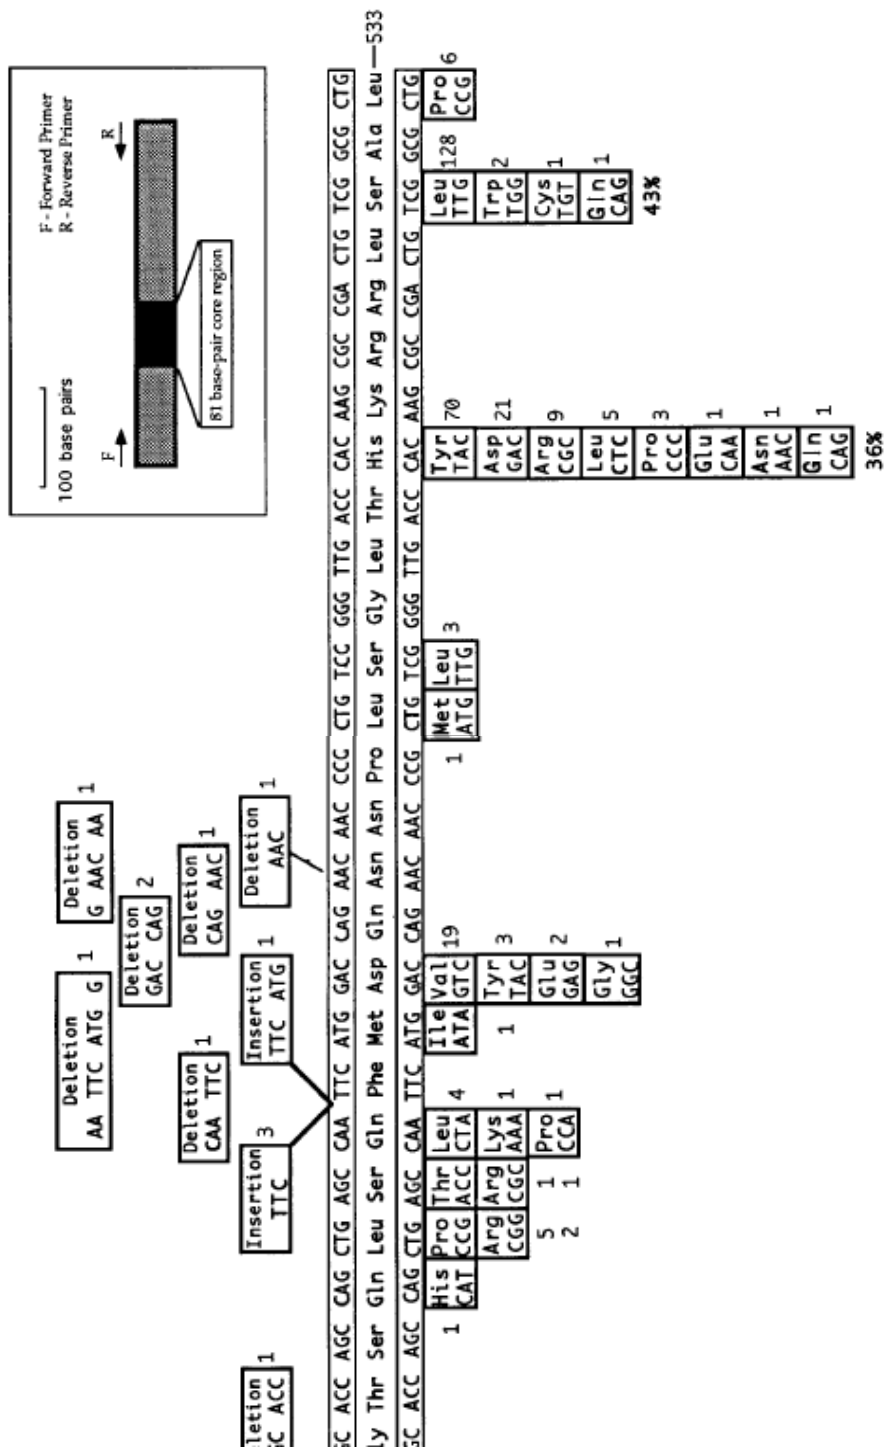 F - Forward Primer
R - Reverse Primer
100 base pairs
F
R
81 base-pair core region
Deletion
AA TTC ATG G 1
Deletion
G AAC AA 1
Deletion
GAC CAG 2
Deletion
CAA TTC 1
Deletion
CAG AAC 1
letion
GC ACC 1
Insertion
TTC 3
Insertion
TTC ATG 1
Deletion
AAC 1
GC ACC AGC CAG CTG AGC CAA TTC ATG GAC CAG AAC AAC CCC CTG TCC GGG TTG ACC CAC AAG CGC CGA CTG TCG GCG CTG
ly Thr Ser Gln Leu Ser Gln Phe Met Asp Gln Asn Asn Pro Leu Ser Gly Leu Thr His Lys Arg Arg Leu Ser Ala Leu—533
GC ACC AGC CAG CTG AGC CAA TTC ATG GAC CAG AAC AAC CCG CTG TCG GGG TTG ACC CAC AAG CGC CGA CTG TCG GCG CTG
1 His
CAT
Pro
CCG
Arg
CGG
5
2
Thr
ACC
Arg
CGC
1
1
Leu
CTA 4
Lys
AAA 1
Pro
CCA 1
Ile
ATA
1
Val
GTC 19
Tyr
TAC 3
Glu
GAG 2
Gly
GGC 1
1 Met
ATG
Leu
TTG 3
Tyr
TAC 70
Asp
GAC 21
Arg
CGC 9
Leu
CTC 5
Pro
CCC 3
Glu
CAA 1
Asn
AAC 1
Gln
CAG 1
36%
Leu
TTG 128
Trp
TGG 2
Cys
TGT 1
Gln
CAG 1
43%
Pro
CCG 6